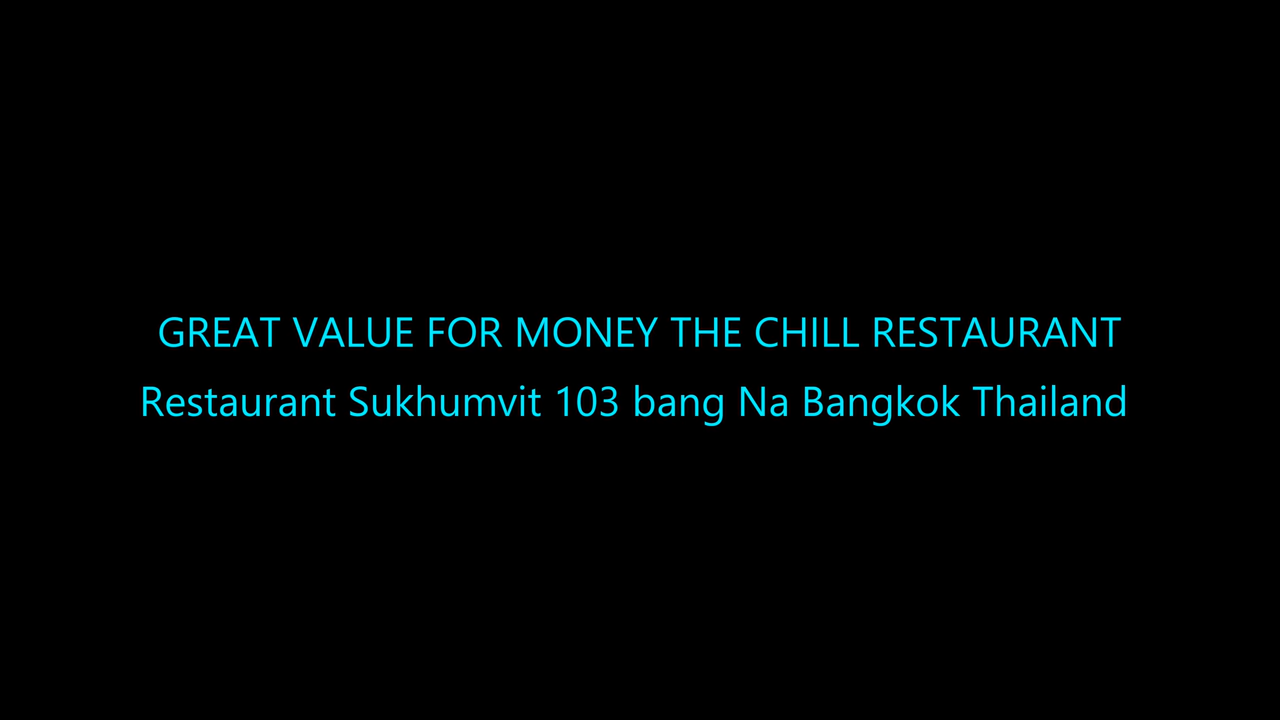 GREAT VALUE FOR MONEY THE CHILL RESTAURANT
Restaurant Sukhumvit 103 bang Na Bangkok Thailand